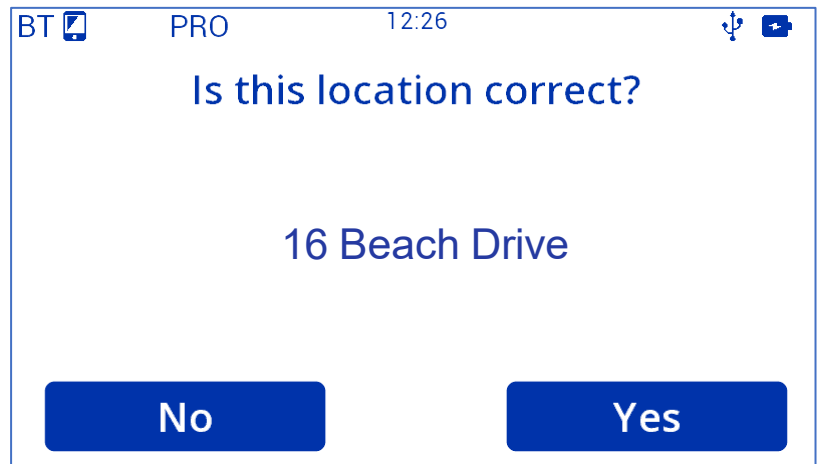 BT PRO 12:26
Is this location correct?
16 Beach Drive
No Yes